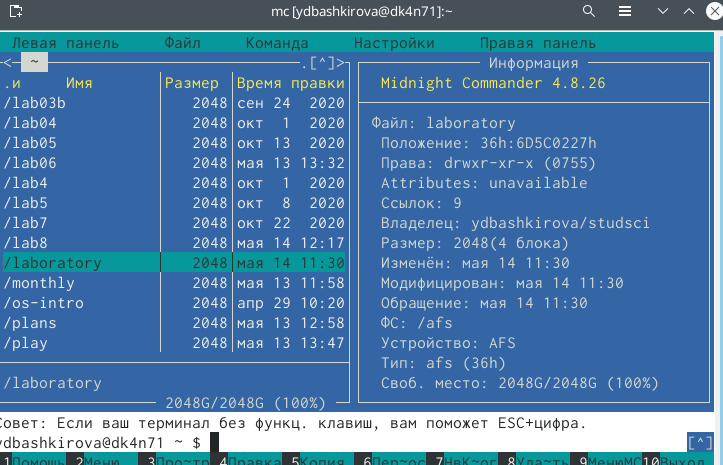 mc [ydbashkirova@dk4n71]:~
Левая панель Файл Команда Настройки Правая панель
<— ~ .[^]>
.и Имя Размер Время правки
/lab03b 2048 сен 24 2020
/lab04 2048 окт 1 2020
/lab05 2048 окт 13 2020
/lab06 2048 мая 13 13:32
/lab4 2048 окт 1 2020
/lab5 2048 окт 8 2020
/lab7 2048 окт 22 2020
/lab8 2048 мая 14 12:17
/laboratory 2048 мая 14 11:30
/monthly 2048 мая 13 11:58
/os-intro 2048 апр 29 10:20
/plans 2048 мая 13 12:58
/play 2048 мая 13 13:47
/laboratory
2048G/2048G (100%)
Информация
Midnight Commander 4.8.26
Файл: laboratory
Положение: 36h:6D5C0227h
Права: drwxr-xr-x (0755)
Attributes: unavailable
Ссылок: 9
Владелец: ydbashkirova/studsci
Размер: 2048(4 блока)
Изменён: мая 14 11:30
Модифицирован: мая 14 11:30
Обращение: мая 14 11:30
ФС: /afs
Устройство: AFS
Тип: afs (36h)
Своб. место: 2048G/2048G (100%)
Совет: Если ваш терминал без функц. клавиш, вам поможет ESC+цифра.
ydbashkirova@dk4n71 ~ $ [^]
1Помощь 2Меню 3Про~тр 4Правка 5Копия 6Пер~ос 7НвК~ог 8Уда~ть 9МенюMC 10Выход